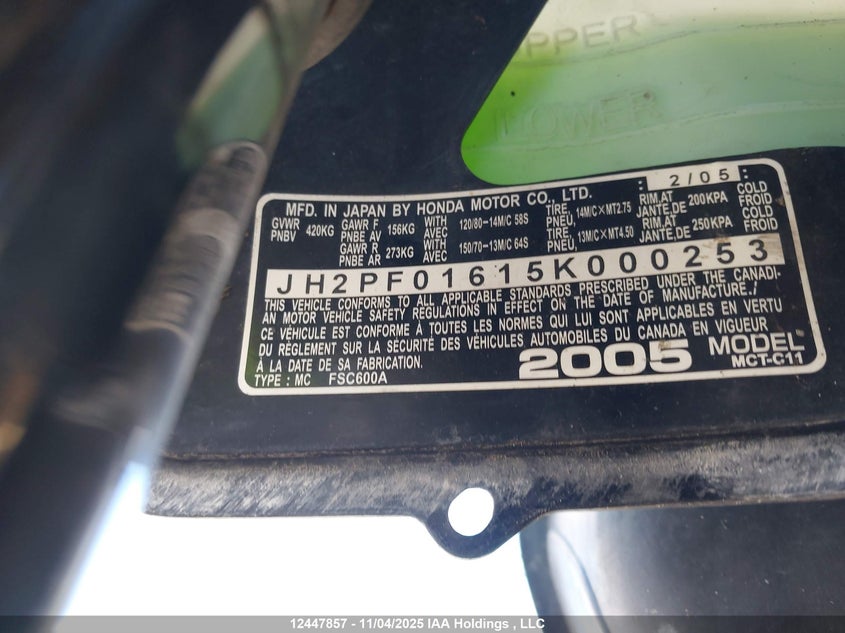 UPPER
LOWER
MFD. IN JAPAN BY HONDA MOTOR CO., LTD. : 2/05 :
GVWR PNBV 420KG GAWR F PNBE AV 156KG WITH AVEC 120/80–14M/C 58S TIRE, PNEU, 14M/C×MT2.75 RIM,AT JANTE,DE 200KPA COLD FROID
GAWR R PNBE AR 273KG WITH AVEC 150/70–13M/C 64S TIRE, PNEU, 13M/C×MT4.50 RIM,AT JANTE,DE 250KPA COLD FROID
JH2PF01615K000253
THIS VEHICLE CONFORMS TO ALL APPLICABLE STANDARDS PRESCRIBED UNDER THE CANADI-
AN MOTOR VEHICLE SAFETY REGULATIONS IN EFFECT ON THE DATE OF MANUFACTURE./
CE VÉHICULE EST CONFORME À TOUTES LES NORMES QUI LUI SONT APPLICABLES EN VERTU
DU RÈGLEMENT SUR LA SÉCURITÉ DES VÉHICULES AUTOMOBILES DU CANADA EN VIGUEUR
À LA DATE DE SA FABRICATION. 2005 MODEL
TYPE : MC FSC600A MCT-C11
12447857 - 11/04/2025 IAA Holdings , LLC